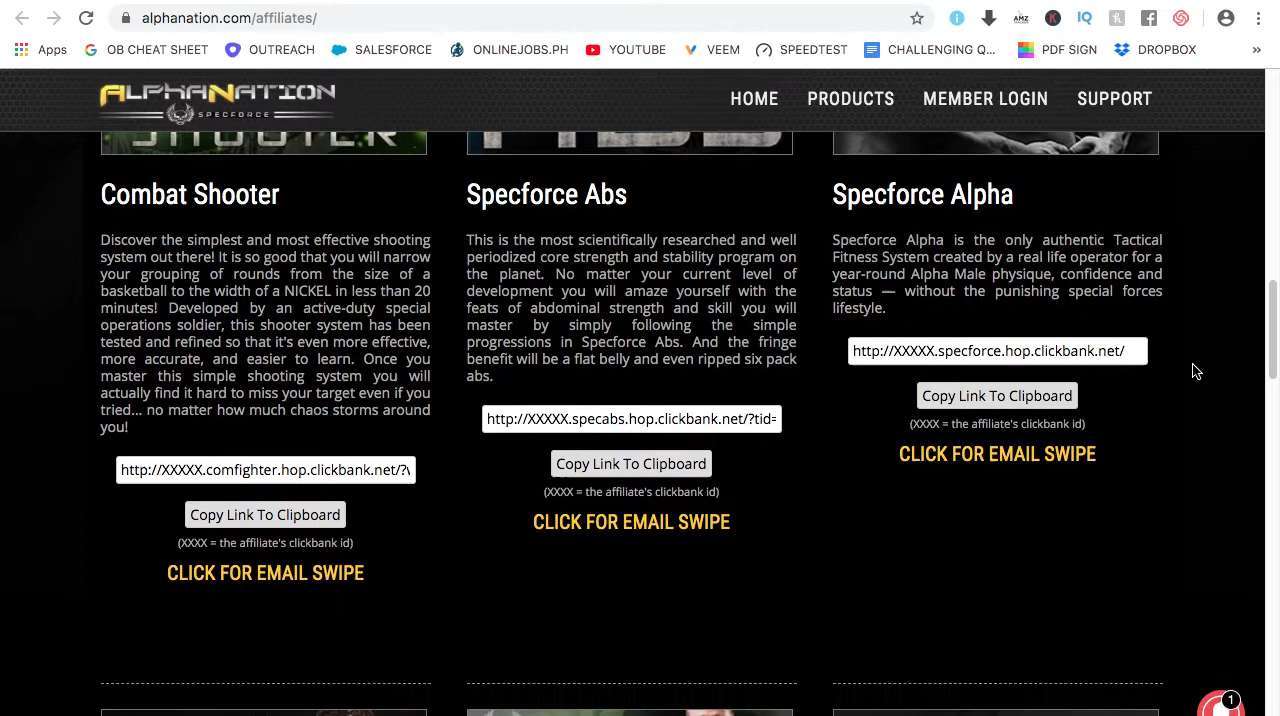 alphanation.com/affiliates/
AMZ
K
IQ
Apps
OB CHEAT SHEET
OUTREACH
SALESFORCE
ONLINEJOBS.PH
YOUTUBE
VEEM
SPEEDTEST
CHALLENGING Q...
PDF SIGN
DROPBOX
»
ALPHANATION
SPECFORCE
HOME
PRODUCTS
MEMBER LOGIN
SUPPORT
SHOOTER
ABS
Combat Shooter
Discover the simplest and most effective shooting
system out there! It is so good that you will narrow
your grouping of rounds from the size of a
basketball to the width of a NICKEL in less than 20
minutes! Developed by an active-duty special
operations soldier, this shooter system has been
tested and refined so that it's even more effective,
more accurate, and easier to learn. Once you
master this simple shooting system you will
actually find it hard to miss your target even if you
tried... no matter how much chaos storms around
you!
http://XXXXX.comfighter.hop.clickbank.net/?v
Copy Link To Clipboard
(XXXX = the affiliate's clickbank id)
CLICK FOR EMAIL SWIPE
Specforce Abs
This is the most scientifically researched and well
periodized core strength and stability program on
the planet. No matter your current level of
development you will amaze yourself with the
feats of abdominal strength and skill you will
master by simply following the simple
progressions in Specforce Abs. And the fringe
benefit will be a flat belly and even ripped six pack
abs.
http://XXXXX.specabs.hop.clickbank.net/?tid=
Copy Link To Clipboard
(XXXX = the affiliate's clickbank id)
CLICK FOR EMAIL SWIPE
Specforce Alpha
Specforce Alpha is the only authentic Tactical
Fitness System created by a real life operator for a
year-round Alpha Male physique, confidence and
status — without the punishing special forces
lifestyle.
http://XXXXX.specforce.hop.clickbank.net/
Copy Link To Clipboard
(XXXX = the affiliate's clickbank id)
CLICK FOR EMAIL SWIPE
1